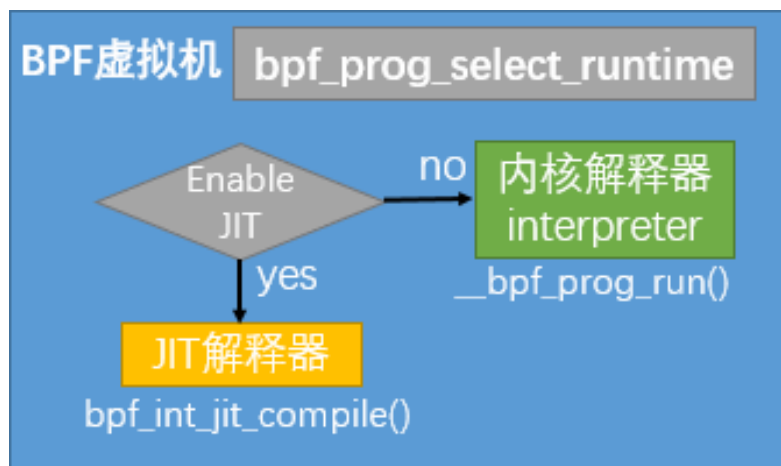 BPF虚拟机 bpf_prog_select_runtime
Enable
JIT
no
内核解释器
interpreter
__bpf_prog_run()
yes
JIT解释器
bpf_int_jit_compile()